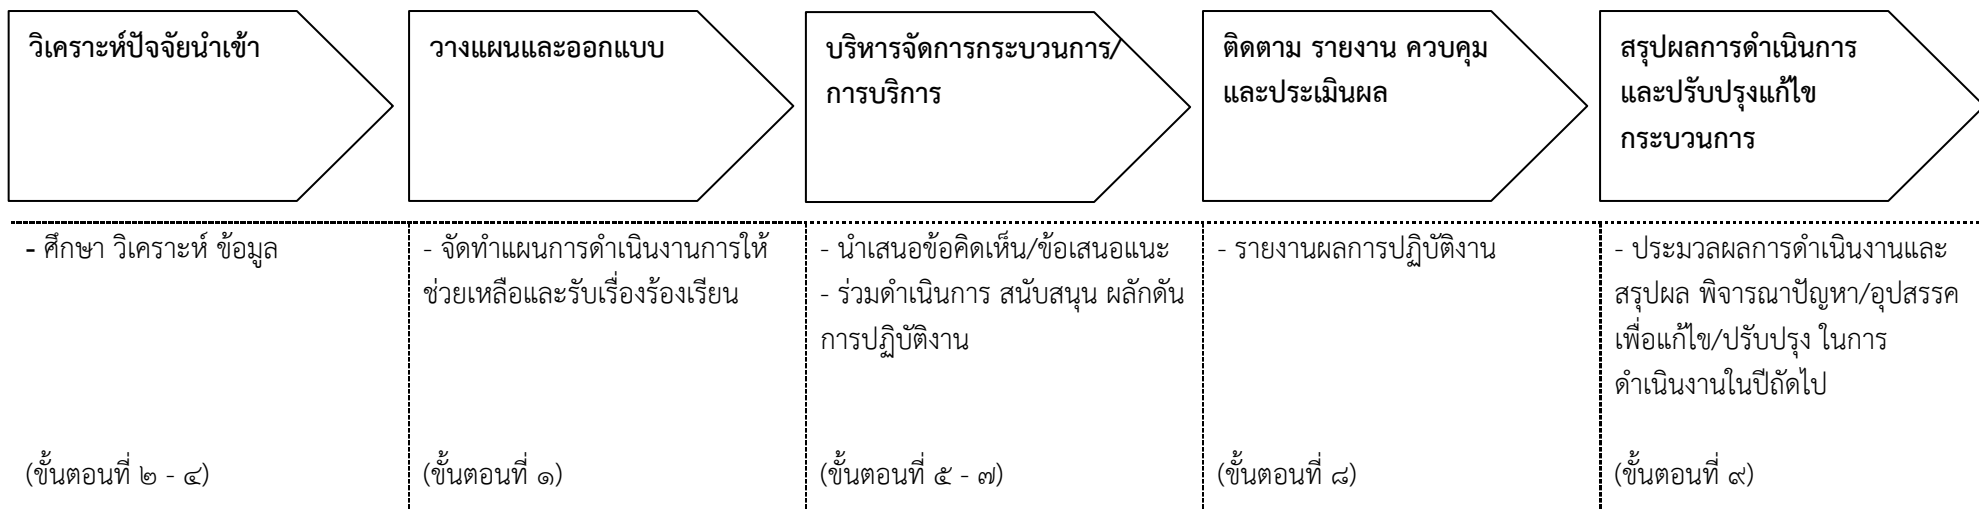 วิเคราะห์ปัจจัยนำเข้า
วางแผนและออกแบบ
บริหารจัดการกระบวนการ/
การบริการ
ติดตาม รายงาน ควบคุม
และประเมินผล
สรุปผลการดำเนินการ
และปรับปรุงแก้ไข
กระบวนการ
- ศึกษา วิเคราะห์ ข้อมูล
(ขั้นตอนที่ ๒ - ๔)
- จัดทำแผนการดำเนินงานการให้
ช่วยเหลือและรับเรื่องร้องเรียน
(ขั้นตอนที่ ๑)
- นำเสนอข้อคิดเห็น/ข้อเสนอแนะ
- ร่วมดำเนินการ สนับสนุน ผลักดัน
การปฏิบัติงาน
(ขั้นตอนที่ ๕ - ๗)
- รายงานผลการปฏิบัติงาน
(ขั้นตอนที่ ๘)
- ประมวลผลการดำเนินงานและ
สรุปผล พิจารณาปัญหา/อุปสรรค
เพื่อแก้ไข/ปรับปรุง ในการ
ดำเนินงานในปีถัดไป
(ขั้นตอนที่ ๙)